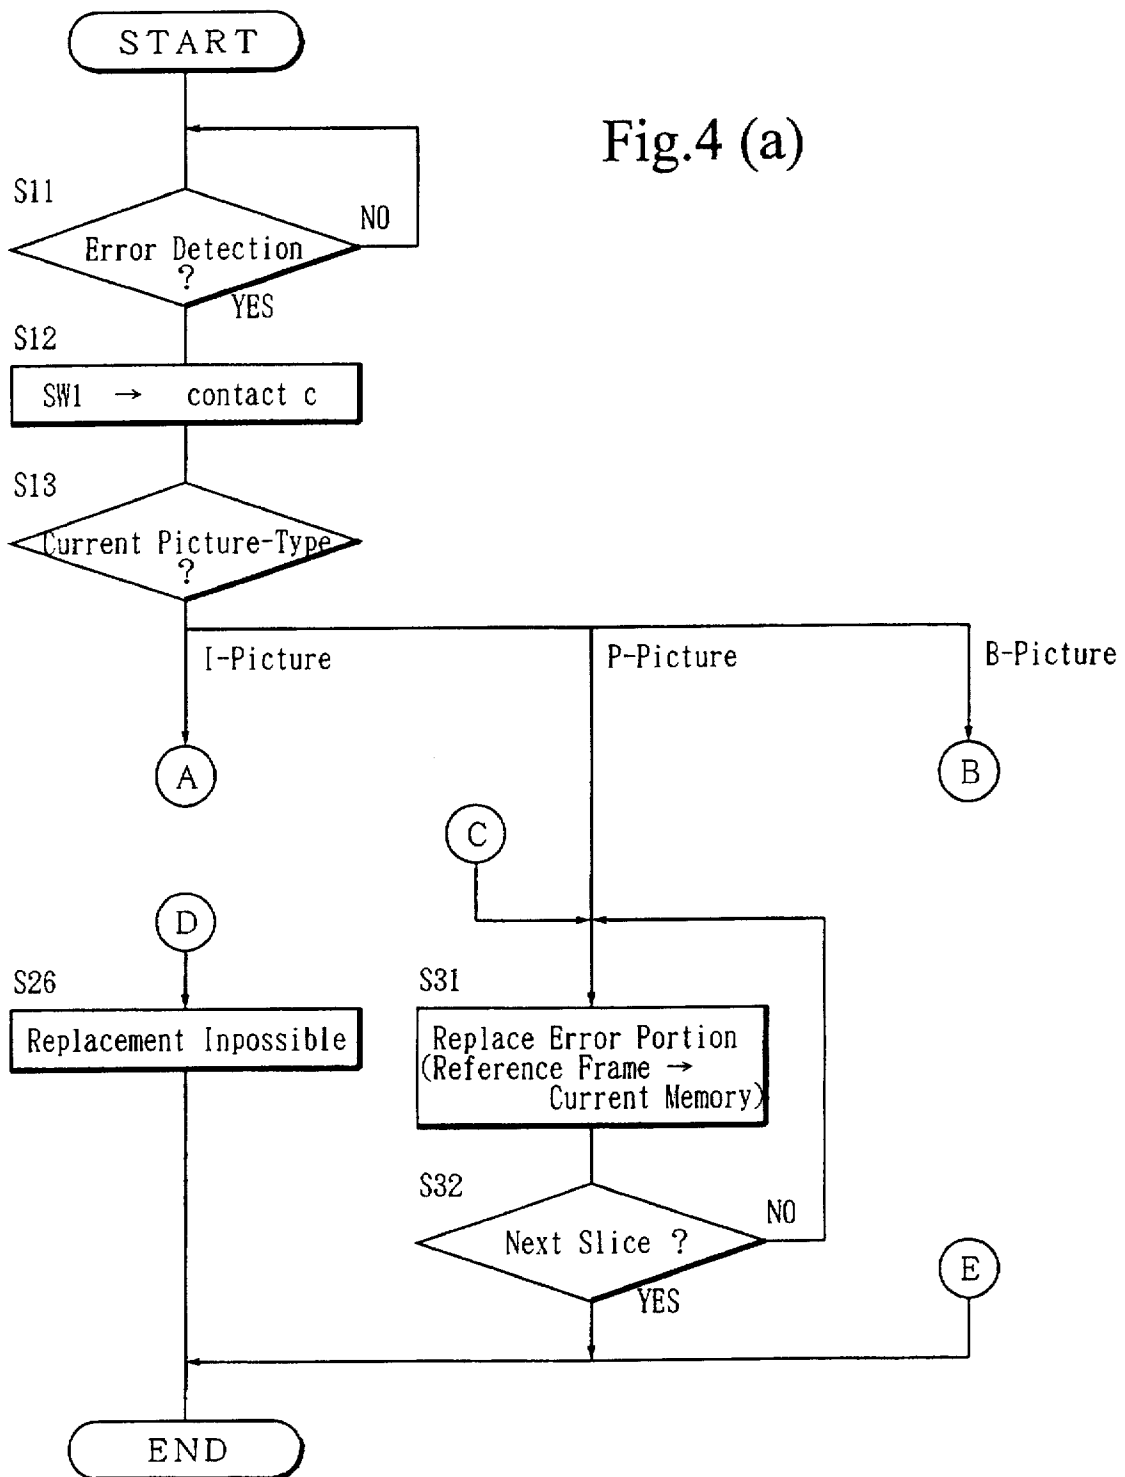 START
Fig.4 (a)
S11
NO
Error Detection
?
YES
S12
SW1 → contact c
S13
Current Picture-Type
?
I-Picture
P-Picture
B-Picture
A
B
C
D
S26
Replacement Inpossible
S31
Replace Error Portion
(Reference Frame →
Current Memory)
S32
NO
Next Slice ?
YES
E
END